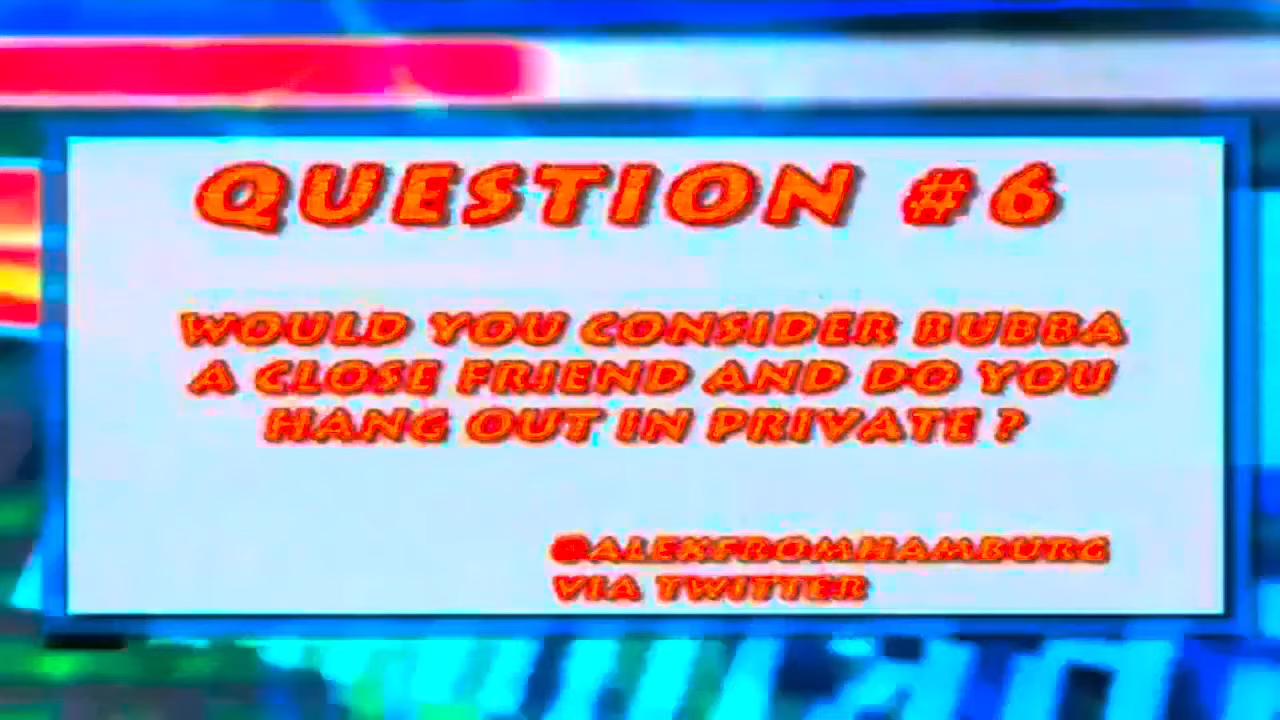 QUESTION #6
WOULD YOU CONSIDER BUBBA
A CLOSE FRIEND AND DO YOU
HANG OUT IN PRIVATE ?
@ALEXFROMHAMBURG
VIA TWITTER